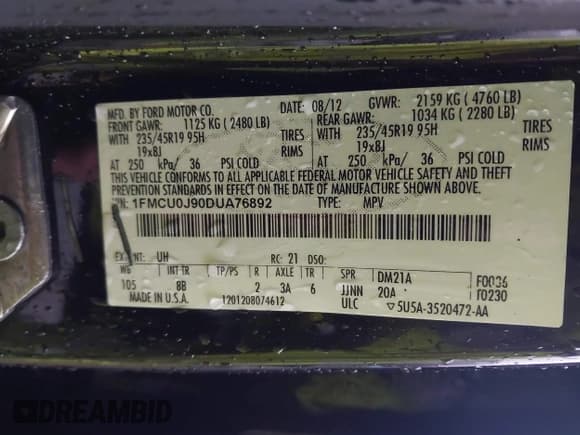 MFD. BY FORD MOTOR CO. DATE: 08/12 GVWR: 2159 KG ( 4760 LB)
FRONT GAWR: 1125 KG ( 2480 LB) REAR GAWR: 1034 KG ( 2280 LB)
WITH 235/45R19 95H TIRES WITH 235/45R19 95H TIRES
19x8J RIMS 19x8J RIMS
AT 250 kPa/ 36 PSI COLD AT 250 kPa/ 36 PSI COLD
THIS VEHICLE CONFORMS TO ALL APPLICABLE FEDERAL MOTOR VEHICLE SAFETY AND THEFT
PREVENTION STANDARDS IN EFFECT ON THE DATE OF MANUFACTURE SHOWN ABOVE.
VIN: 1FMCU0J90DUA76892 TYPE: MPV
F0036
T0230
EXT PNT: UH RC: 21 DSO:
WB INT TR TP/PS R AXLE TR SPR DM21A
105 8B 2 3A 6 JJNN 20A
MADE IN U.S.A. 1201208074612 ULC ▽5U5A-3520472-AA
DREAMBID